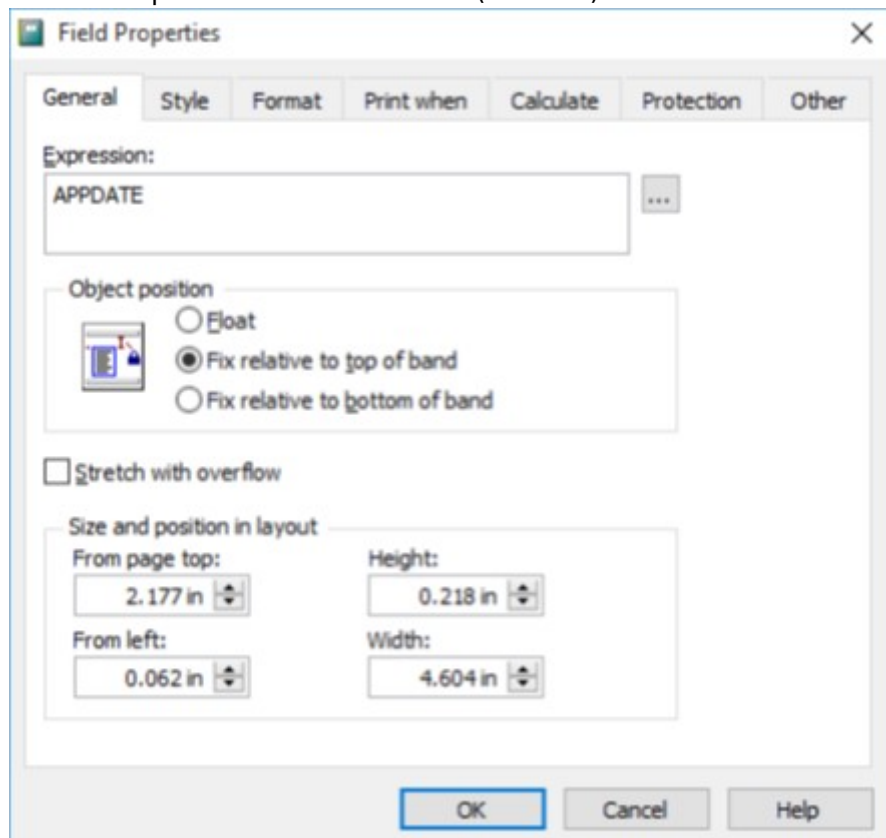 Field Properties
General Style Format Print when Calculate Protection Other
Expression:
APPDATE
...
Object position
Float
Fix relative to top of band
Fix relative to bottom of band
Stretch with overflow
Size and position in layout
From page top: Height:
2.177 in 0.218 in
From left: Width:
0.062 in 4.604 in
OK Cancel Help